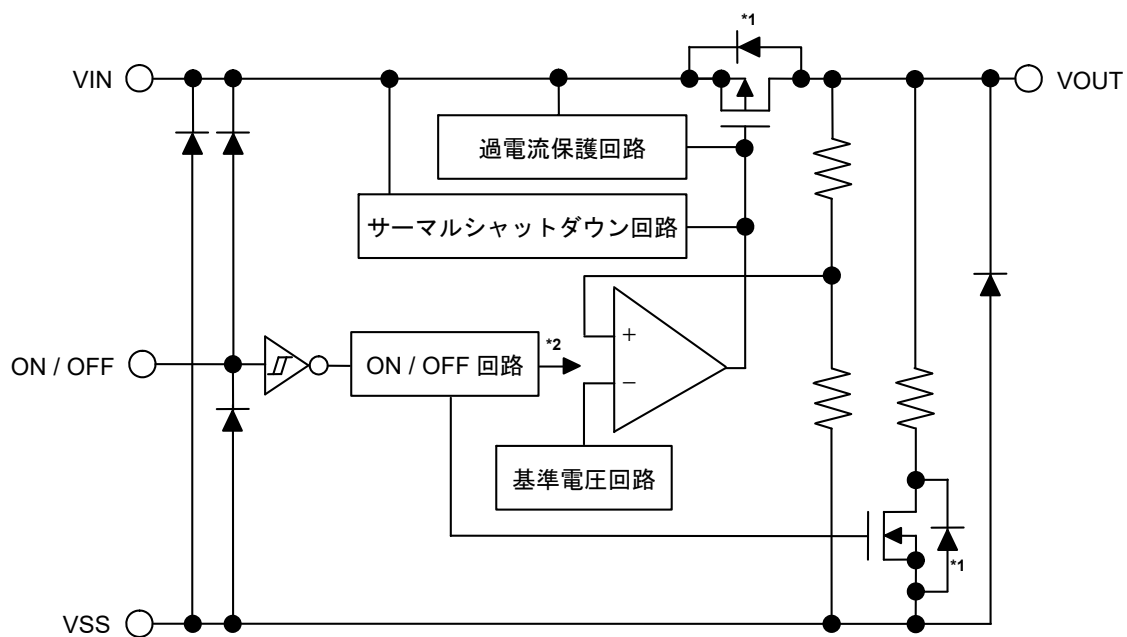 *1
VIN
VOUT
過電流保護回路
サーマルシャットダウン回路
ON / OFF
ON / OFF 回路
*2
+
−
基準電圧回路
*1
VSS